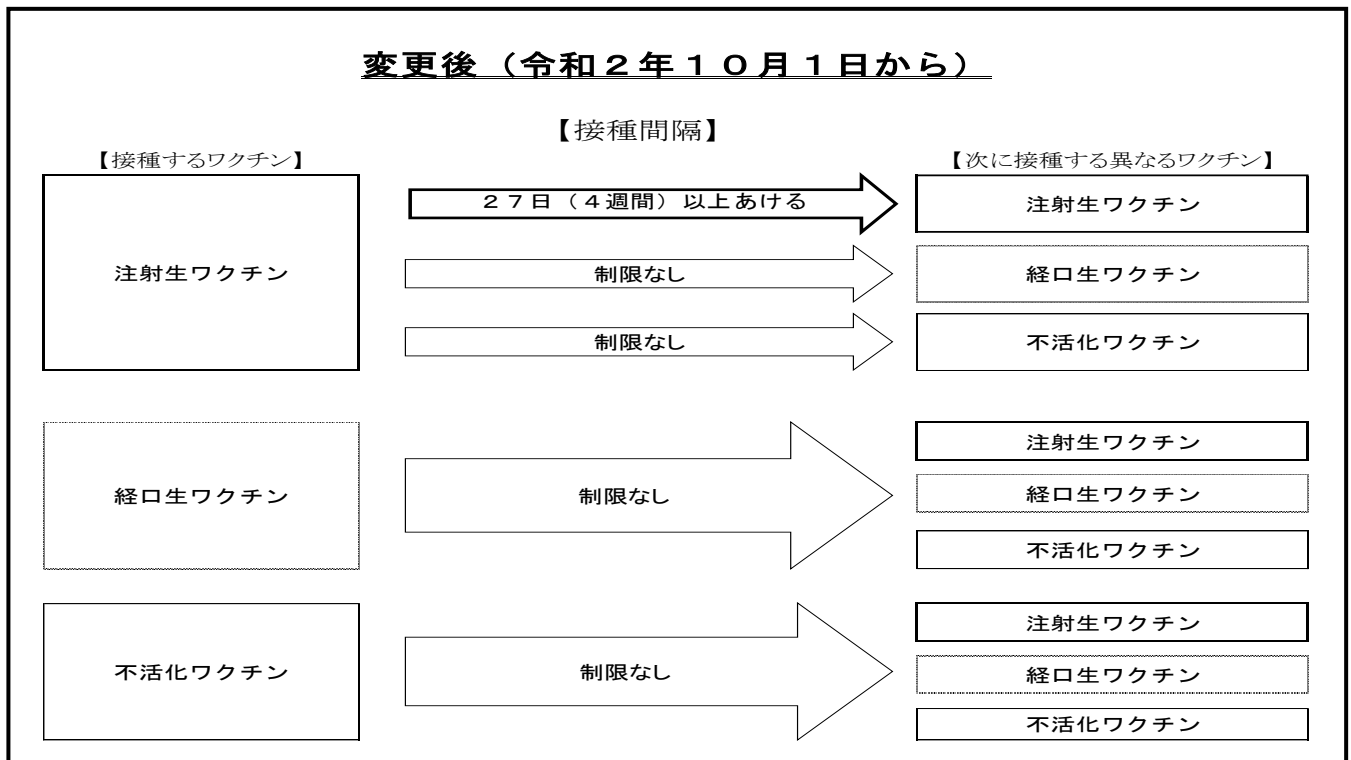 変更後（令和２年１０月１日から）
【接種間隔】
【接種するワクチン】
【次に接種する異なるワクチン】
注射生ワクチン
２７日（４週間）以上あける
注射生ワクチン
制限なし
経口生ワクチン
制限なし
不活化ワクチン
経口生ワクチン
制限なし
注射生ワクチン
経口生ワクチン
不活化ワクチン
不活化ワクチン
制限なし
注射生ワクチン
経口生ワクチン
不活化ワクチン